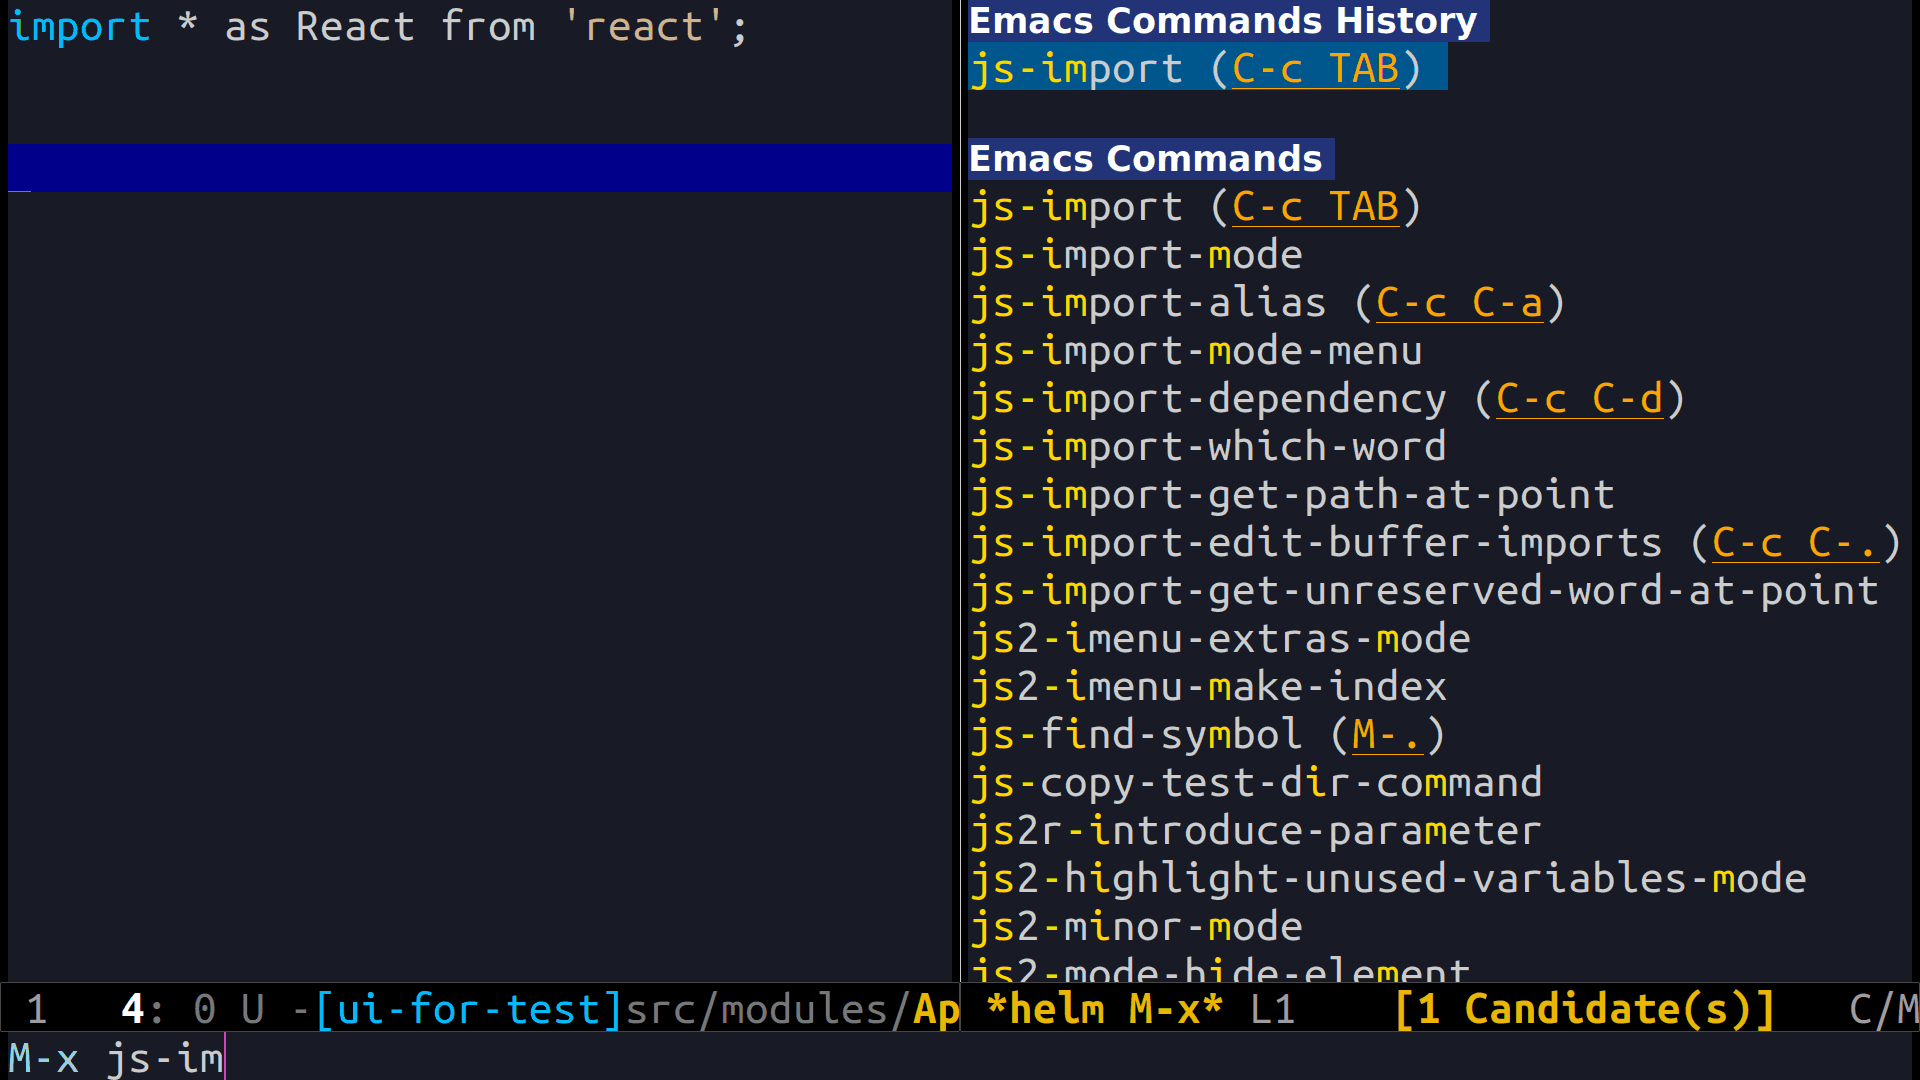 import * as React from 'react';
Emacs Commands History
js-import (C-c TAB)
Emacs Commands
js-import (C-c TAB)
js-import-mode
js-import-alias (C-c C-a)
js-import-mode-menu
js-import-dependency (C-c C-d)
js-import-which-word
js-import-get-path-at-point
js-import-edit-buffer-imports (C-c C-.)
js-import-get-unreserved-word-at-point
js2-imenu-extras-mode
js2-imenu-make-index
js-find-symbol (M-.)
js-copy-test-dir-command
js2r-introduce-parameter
js2-highlight-unused-variables-mode
js2-minor-mode
js2-mode-hide-element
1 4: 0 U -[ui-for-test]src/modules/Ap
*helm M-x* L1 [1 Candidate(s)] C/M
M-x js-im